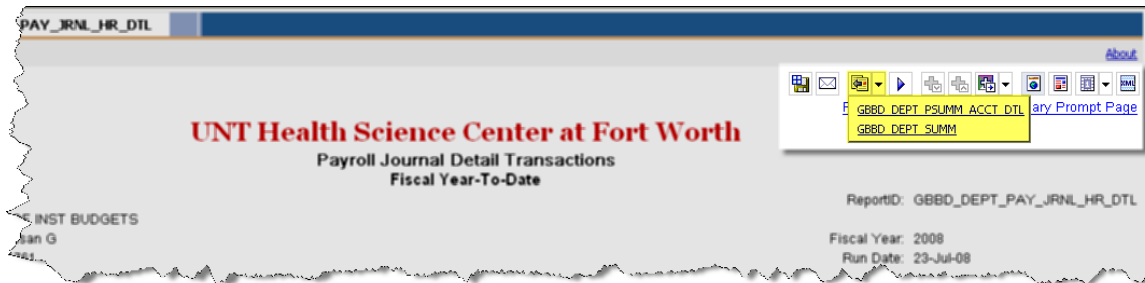 PAY_JRNL_HR_DTL
About
GBBD_DEPT_PSUMM_ACCT_DTL
ary Prompt Page
GBBD_DEPT_SUMM
UNT Health Science Center at Fort Worth
Payroll Journal Detail Transactions
Fiscal Year-To-Date
ReportID: GBBD_DEPT_PAY_JRNL_HR_DTL
INST BUDGETS
san G
Fiscal Year: 2008
Run Date: 23-Jul-08